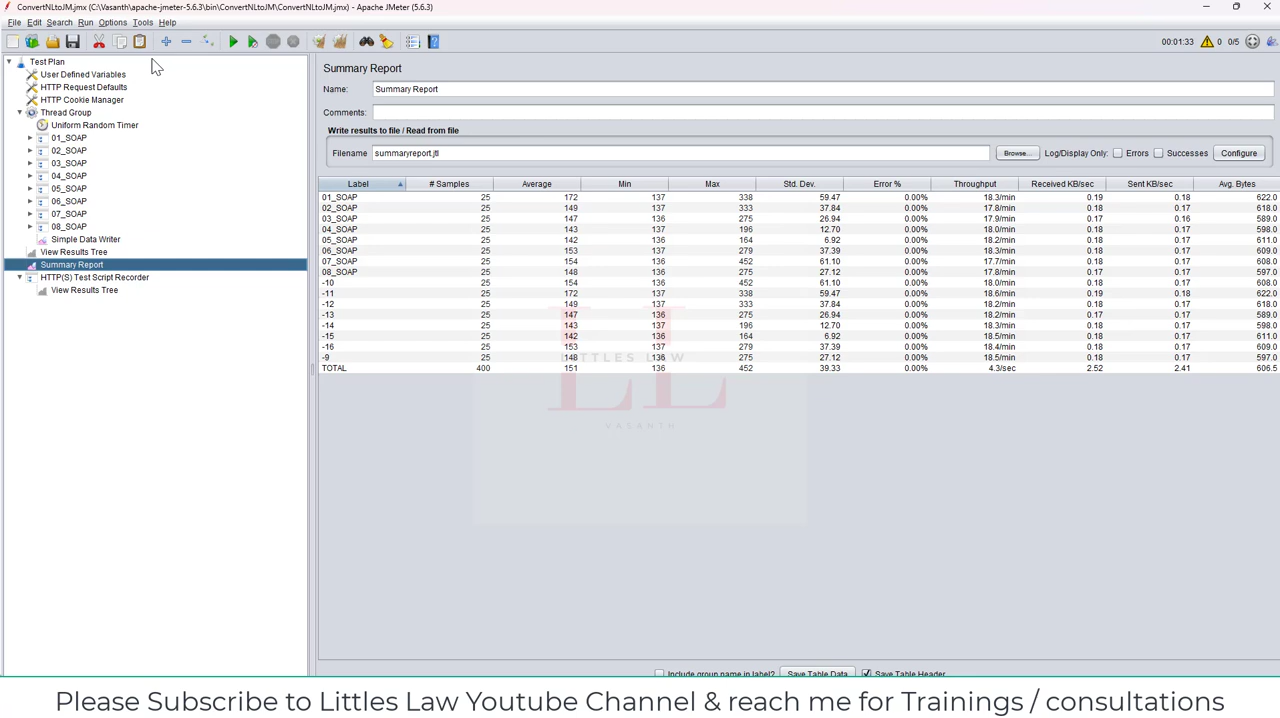 ConvertNLtoJM.jmx (C:\Vasanth\apache-jmeter-5.6.3\bin\ConvertNLtoJM\ConvertNLtoJM.jmx) - Apache JMeter (5.6.3)
File Edit Search Run Options Tools Help
00:01:33 0 0/5
Test Plan
User Defined Variables
HTTP Request Defaults
HTTP Cookie Manager
Thread Group
Uniform Random Timer
01_SOAP
02_SOAP
03_SOAP
04_SOAP
05_SOAP
06_SOAP
07_SOAP
08_SOAP
Simple Data Writer
View Results Tree
Summary Report
HTTP(S) Test Script Recorder
View Results Tree
Summary Report
Name: Summary Report
Comments:
Write results to file / Read from file
Filename summaryreport.jtl Browse... Log/Display Only: Errors Successes Configure
Label # Samples Average Min Max Std. Dev. Error % Throughput Received KB/sec Sent KB/sec Avg. Bytes
01_SOAP 25 172 137 338 59.47 0.00% 18.3/min 0.19 0.18 622.0
02_SOAP 25 149 137 333 37.84 0.00% 17.8/min 0.18 0.17 618.0
03_SOAP 25 147 136 275 26.94 0.00% 17.9/min 0.17 0.16 589.0
04_SOAP 25 143 137 196 12.70 0.00% 18.0/min 0.18 0.17 598.0
05_SOAP 25 142 136 164 6.92 0.00% 18.2/min 0.18 0.17 611.0
06_SOAP 25 153 137 279 37.39 0.00% 18.0/min 0.18 0.17 609.0
07_SOAP 25 154 136 452 61.10 0.00% 17.7/min 0.18 0.17 608.0
08_SOAP 25 148 136 275 27.12 0.00% 17.8/min 0.17 0.17 597.0
-10 25 154 136 452 61.10 0.00% 18.0/min 0.18 0.17 608.0
-11 25 172 137 338 59.47 0.00% 18.6/min 0.19 0.18 622.0
-12 25 149 137 333 37.84 0.00% 18.2/min 0.18 0.17 618.0
-13 25 147 136 275 26.94 0.00% 18.2/min 0.18 0.17 589.0
-14 25 143 137 196 12.70 0.00% 18.3/min 0.18 0.17 598.0
-15 25 142 136 164 6.92 0.00% 18.5/min 0.18 0.17 611.0
-16 25 153 137 279 37.39 0.00% 18.4/min 0.18 0.17 609.0
-9 25 148 136 275 27.12 0.00% 18.5/min 0.18 0.17 597.0
TOTAL 400 151 136 452 39.33 0.00% 4.3/sec 2.52 2.41 606.5
LL
LITTLES LAW
VASANTH
Include group name in label? Save Table Data Save Table Header
Please Subscribe to Littles Law Youtube Channel & reach me for Trainings / consultations